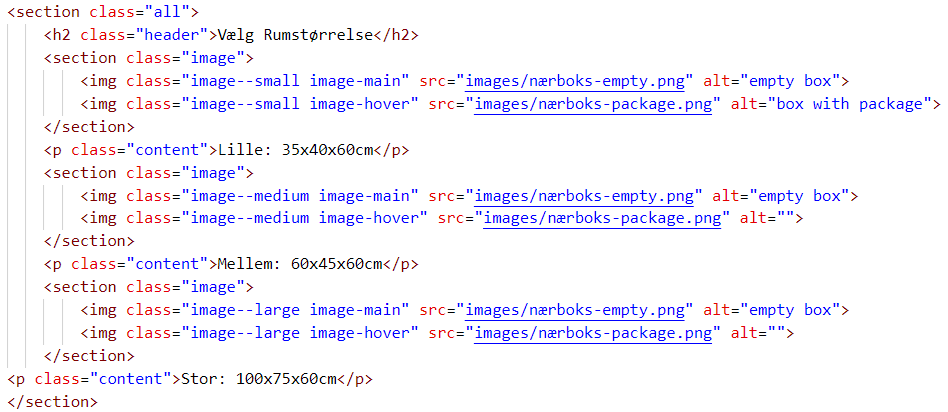 <section class="all">
    <h2 class="header">Vælg Rumstørrelse</h2>
    <section class="image">
        <img class="image--small image-main" src="images/nærboks-empty.png" alt="empty box">
        <img class="image--small image-hover" src="images/nærboks-package.png" alt="box with package">
    </section>
    <p class="content">Lille: 35x40x60cm</p>
    <section class="image">
        <img class="image--medium image-main" src="images/nærboks-empty.png" alt="empty box">
        <img class="image--medium image-hover" src="images/nærboks-package.png" alt="">
    </section>
    <p class="content">Mellem: 60x45x60cm</p>
    <section class="image">
        <img class="image--large image-main" src="images/nærboks-empty.png" alt="empty box">
        <img class="image--large image-hover" src="images/nærboks-package.png" alt="">
    </section>
<p class="content">Stor: 100x75x60cm</p>
</section>